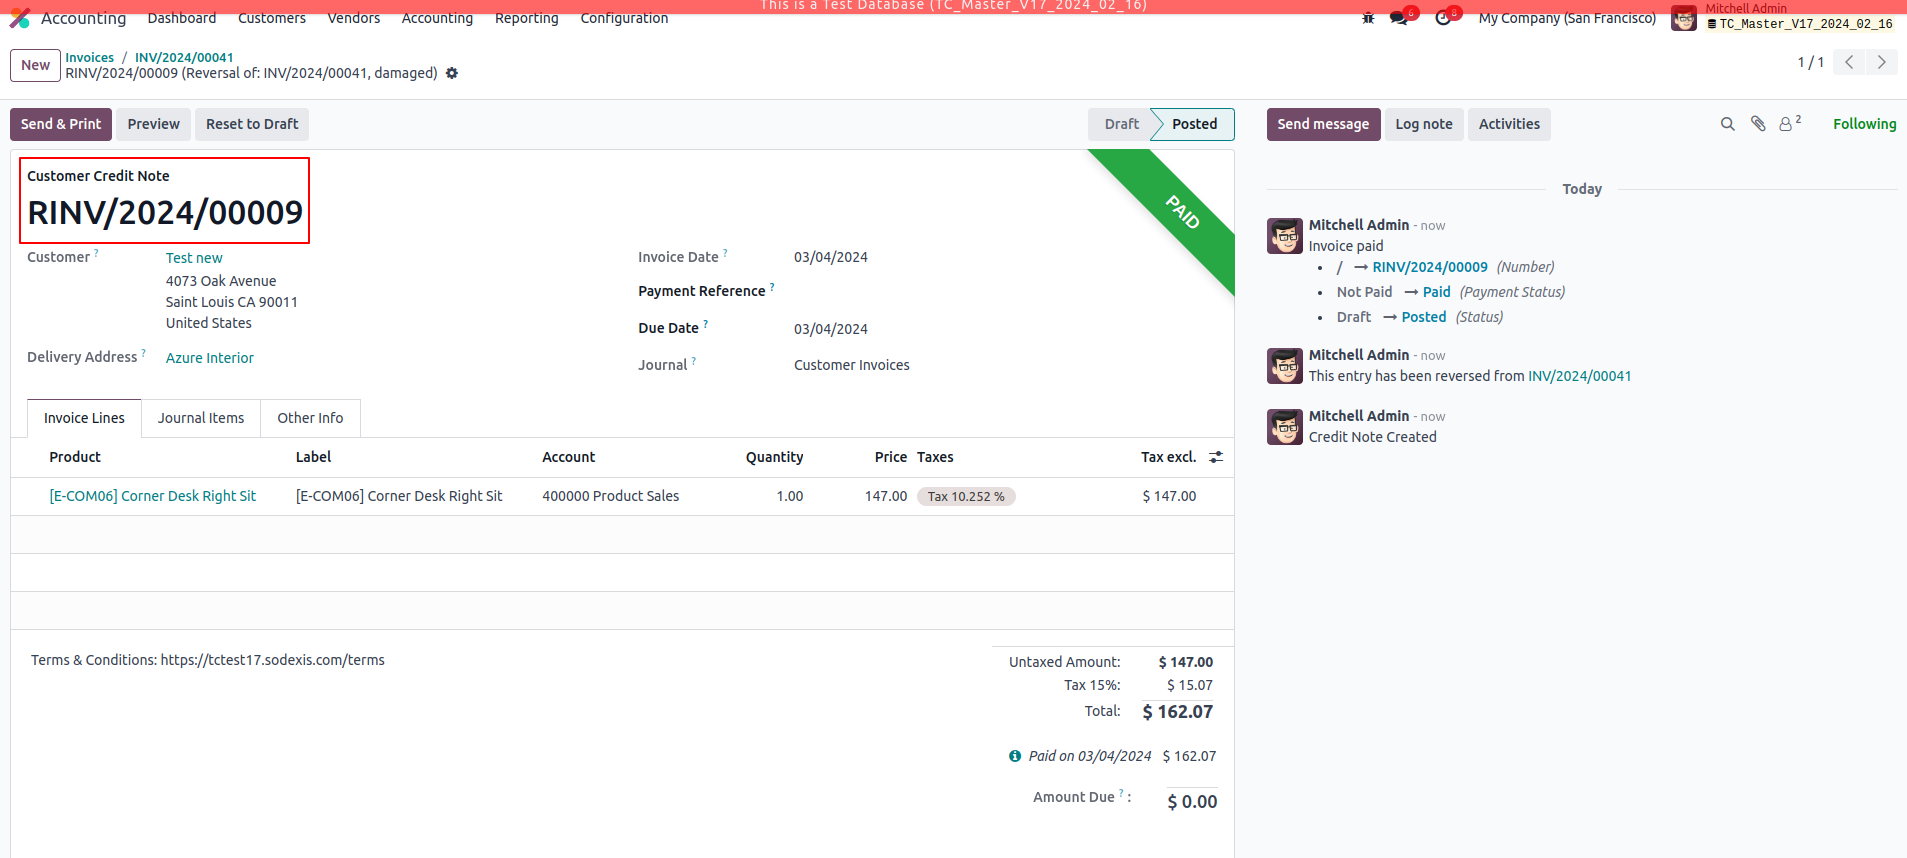 This is a Test Database (TC_Master_V17_2024_02_16)
Accounting Dashboard Customers Vendors Accounting Reporting Configuration 6 8 My Company (San Francisco) Mitchell Admin
TC_Master_V17_2024_02_16
New Invoices / INV/2024/00041
RINV/2024/00009 (Reversal of: INV/2024/00041, damaged)
1 / 1
Send & Print Preview Reset to Draft Draft Posted
Send message Log note Activities 2 Following
Customer Credit Note
RINV/2024/00009
PAID
Customer ? Test new
4073 Oak Avenue
Saint Louis CA 90011
United States
Delivery Address ? Azure Interior
Invoice Date ? 03/04/2024
Payment Reference ?
Due Date ? 03/04/2024
Journal ? Customer Invoices
Invoice Lines Journal Items Other Info
Product Label Account Quantity Price Taxes Tax excl.
[E-COM06] Corner Desk Right Sit [E-COM06] Corner Desk Right Sit 400000 Product Sales 1.00 147.00 Tax 10.252 % $ 147.00
Terms & Conditions: https://tctest17.sodexis.com/terms
Untaxed Amount: $ 147.00
Tax 15%: $ 15.07
Total: $ 162.07
Paid on 03/04/2024 $ 162.07
Amount Due ? : $ 0.00
Today
Mitchell Admin - now
Invoice paid
• / → RINV/2024/00009 (Number)
• Not Paid → Paid (Payment Status)
• Draft → Posted (Status)
Mitchell Admin - now
This entry has been reversed from INV/2024/00041
Mitchell Admin - now
Credit Note Created